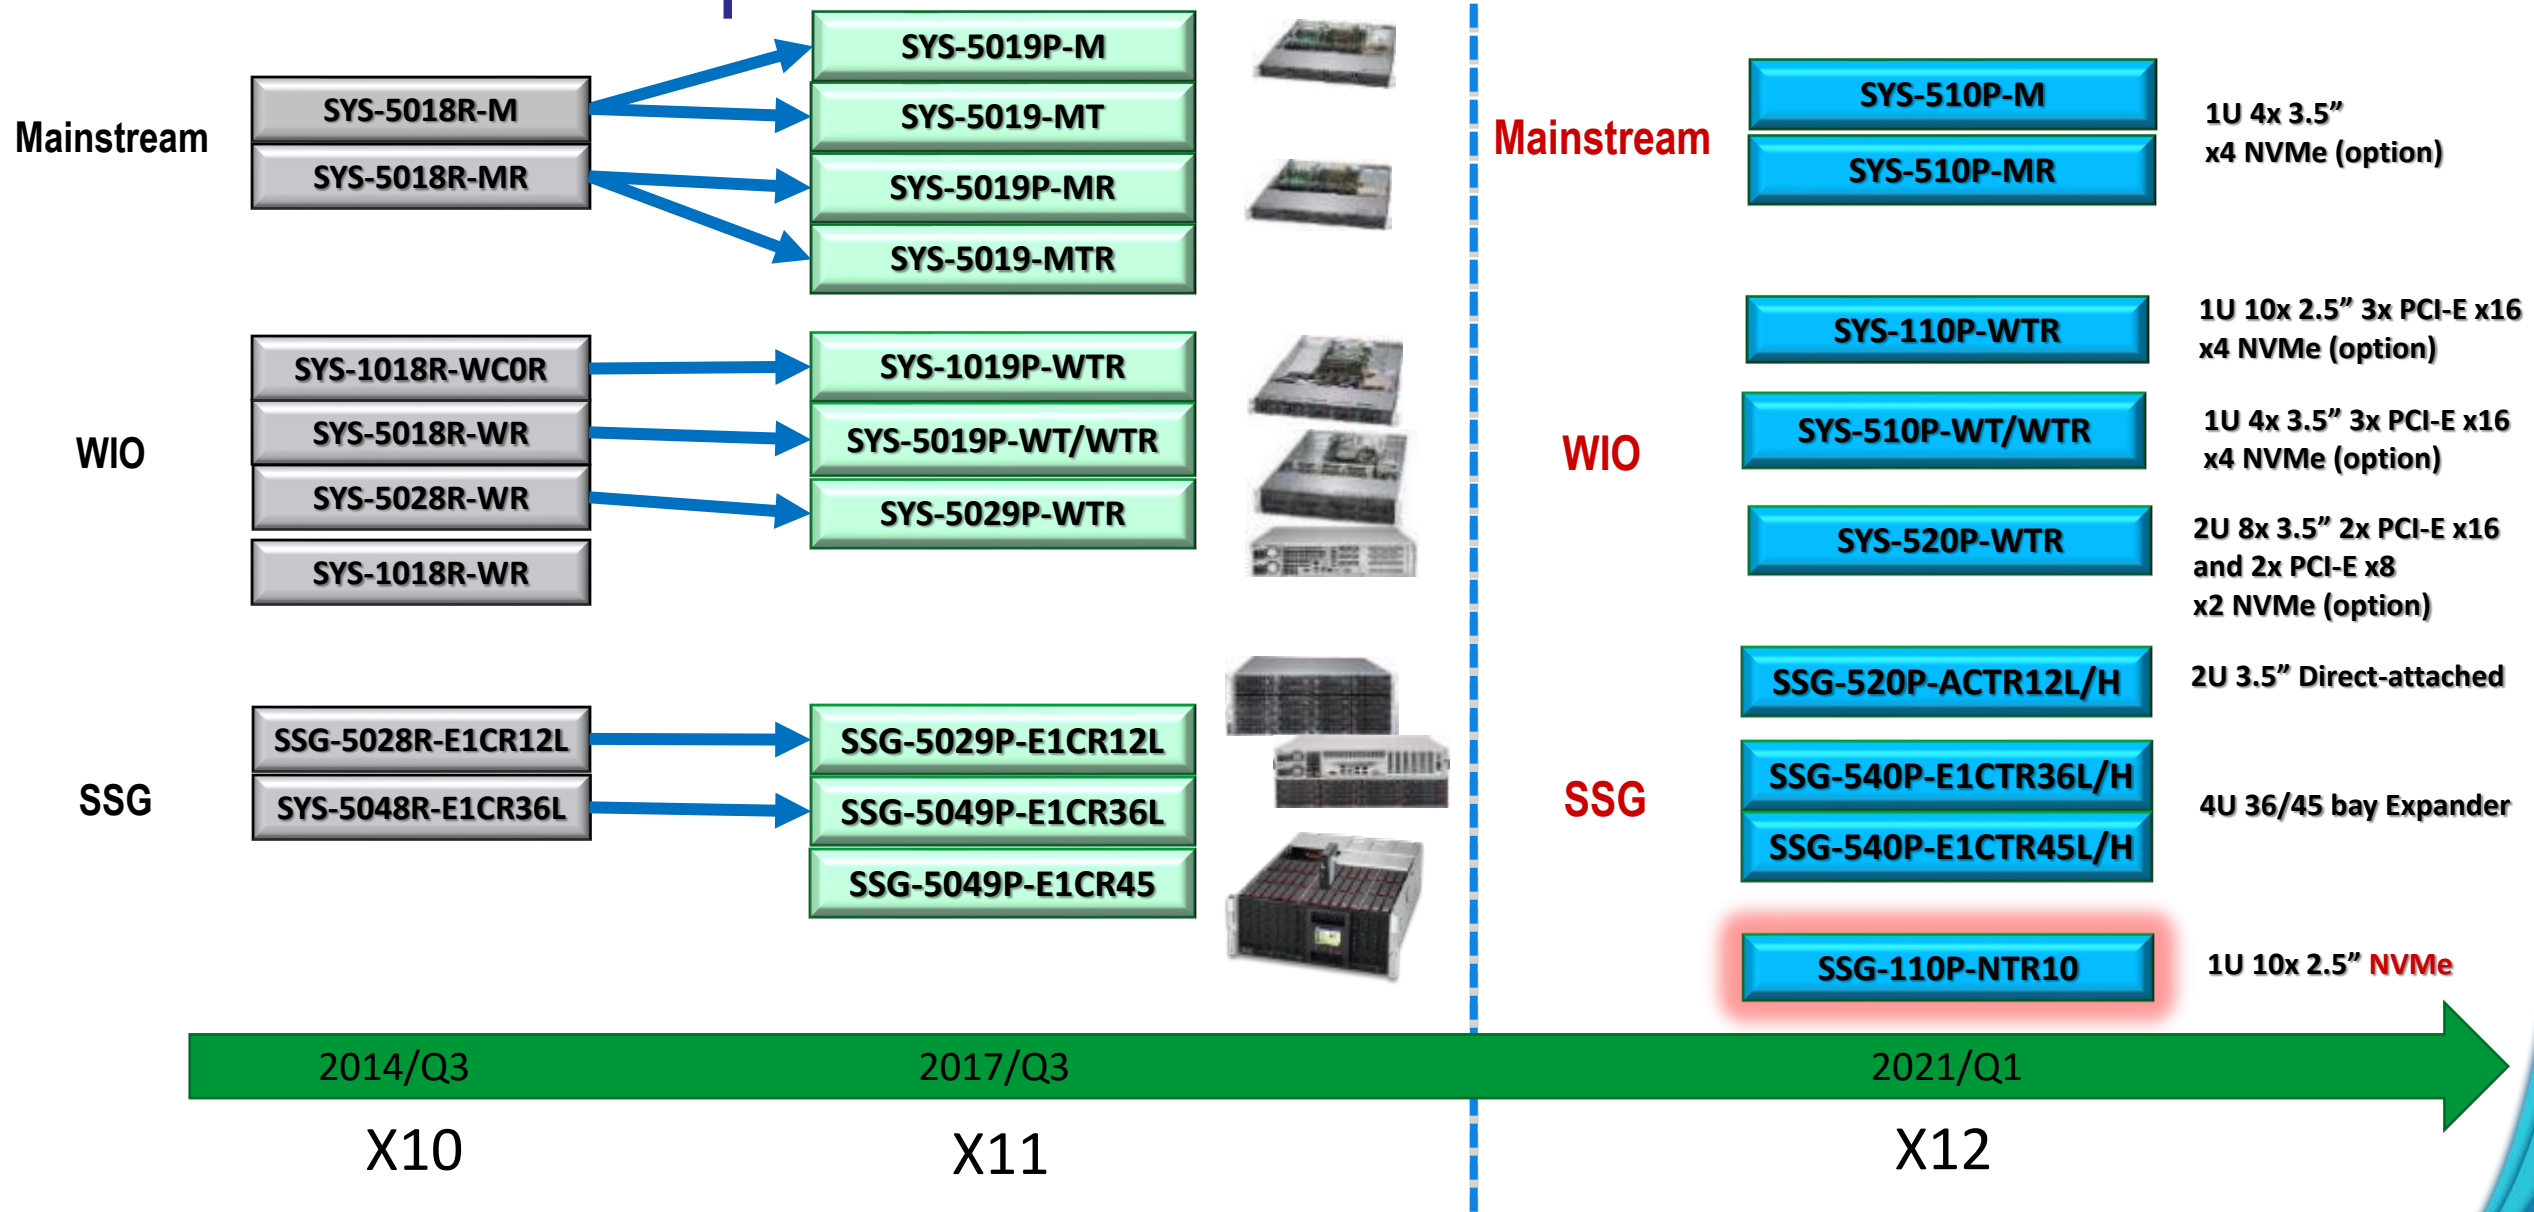 Mainstream
SYS-5018R-M
SYS-5018R-MR
SYS-5019P-M
SYS-5019-MT
SYS-5019P-MR
SYS-5019-MTR
WIO
SYS-1018R-WC0R
SYS-5018R-WR
SYS-5028R-WR
SYS-1018R-WR
SYS-1019P-WTR
SYS-5019P-WT/WTR
SYS-5029P-WTR
SSG
SSG-5028R-E1CR12L
SYS-5048R-E1CR36L
SSG-5029P-E1CR12L
SSG-5049P-E1CR36L
SSG-5049P-E1CR45
Mainstream
SYS-510P-M
SYS-510P-MR
1U 4x 3.5”
x4 NVMe (option)
WIO
SYS-110P-WTR
1U 10x 2.5” 3x PCI-E x16
x4 NVMe (option)
SYS-510P-WT/WTR
1U 4x 3.5” 3x PCI-E x16
x4 NVMe (option)
SYS-520P-WTR
2U 8x 3.5” 2x PCI-E x16
and 2x PCI-E x8
x2 NVMe (option)
SSG
SSG-520P-ACTR12L/H
2U 3.5” Direct-attached
SSG-540P-E1CTR36L/H
SSG-540P-E1CTR45L/H
4U 36/45 bay Expander
SSG-110P-NTR10
1U 10x 2.5” NVMe
2014/Q3
2017/Q3
2021/Q1
X10
X11
X12